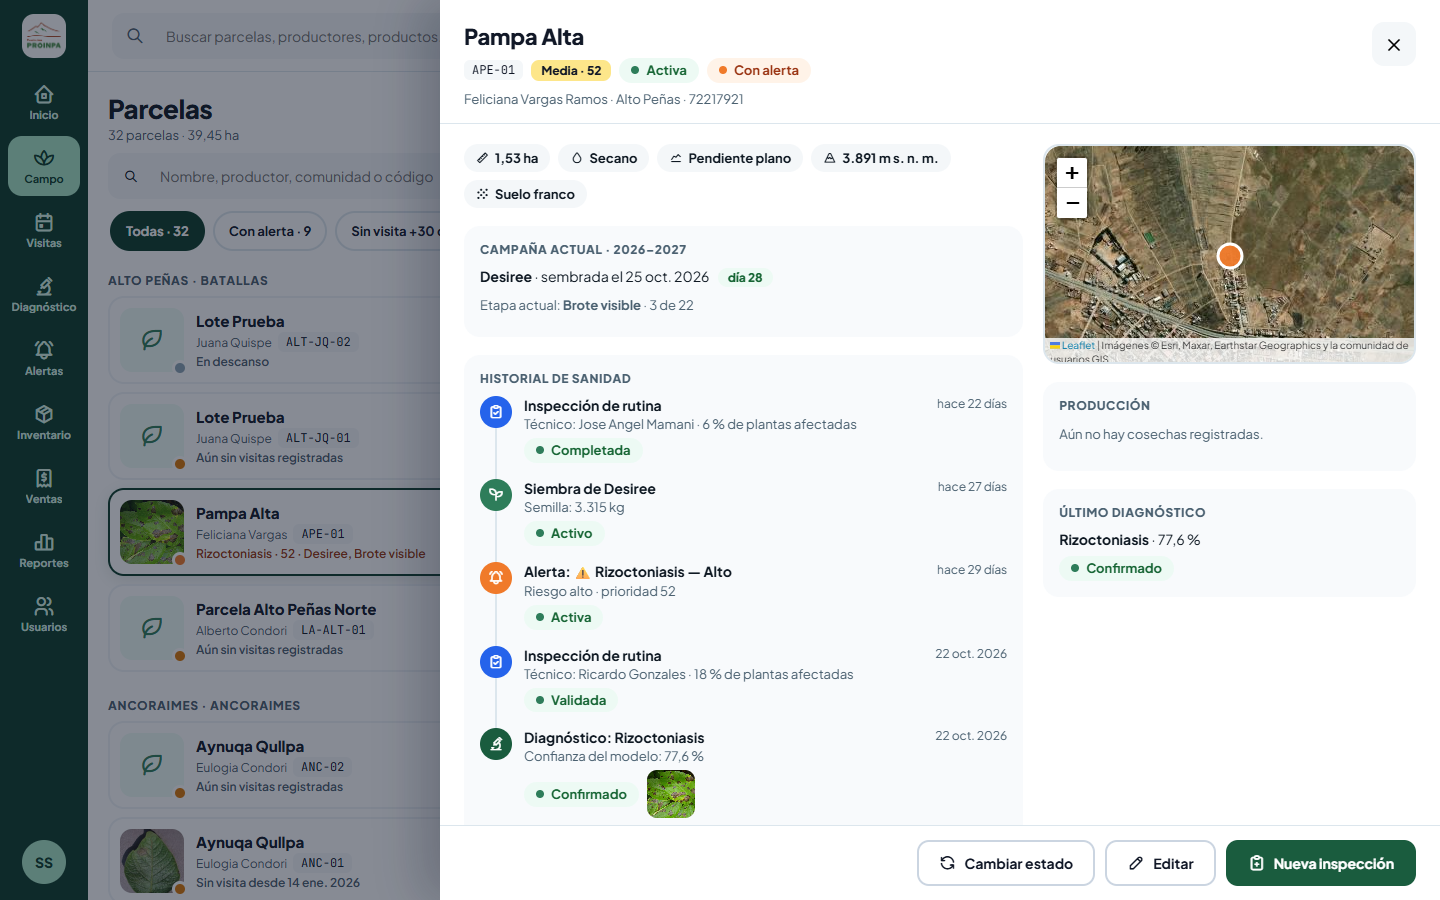 PROINPA
Inicio
Campo
Visitas
Diagnóstico
Alertas
Inventario
Ventas
Reportes
Usuarios
SS
Buscar parcelas, productores, productos
Parcelas
32 parcelas · 39,45 ha
Nombre, productor, comunidad o código
Todas · 32
Con alerta · 9
Sin visita +30
ALTO PEÑAS · BATALLAS
Lote Prueba
Juana Quispe ALT-JQ-02
En descanso
Lote Prueba
Juana Quispe ALT-JQ-01
Aún sin visitas registradas
Pampa Alta
Feliciana Vargas APE-01
Rizoctoniasis · 52 · Desiree, Brote visible
Parcela Alto Peñas Norte
Alberto Condori LA-ALT-01
Aún sin visitas registradas
ANCORAIMES · ANCORAIMES
Aynuqa Qullpa
Eulogia Condori ANC-02
Aún sin visitas registradas
Aynuqa Qullpa
Eulogia Condori ANC-01
Sin visita desde 14 ene. 2026
Pampa Alta
APE-01 Media · 52 Activa Con alerta
Feliciana Vargas Ramos · Alto Peñas · 72217921
1,53 ha Secano Pendiente plano 3.891 m s. n. m.
Suelo franco
CAMPAÑA ACTUAL · 2026–2027
Desiree · sembrada el 25 oct. 2026 día 28
Etapa actual: Brote visible · 3 de 22
HISTORIAL DE SANIDAD
Inspección de rutina hace 22 días
Técnico: Jose Angel Mamani · 6 % de plantas afectadas
Completada
Siembra de Desiree hace 27 días
Semilla: 3.315 kg
Activo
Alerta: ⚠️ Rizoctoniasis — Alto hace 29 días
Riesgo alto · prioridad 52
Activa
Inspección de rutina 22 oct. 2026
Técnico: Ricardo Gonzales · 18 % de plantas afectadas
Validada
Diagnóstico: Rizoctoniasis 22 oct. 2026
Confianza del modelo: 77,6 %
Confirmado
+
−
Leaflet | Imágenes © Esri, Maxar, Earthstar Geographics y la comunidad de
usuarios GIS
PRODUCCIÓN
Aún no hay cosechas registradas.
ÚLTIMO DIAGNÓSTICO
Rizoctoniasis · 77,6 %
Confirmado
Cambiar estado
Editar
Nueva inspección